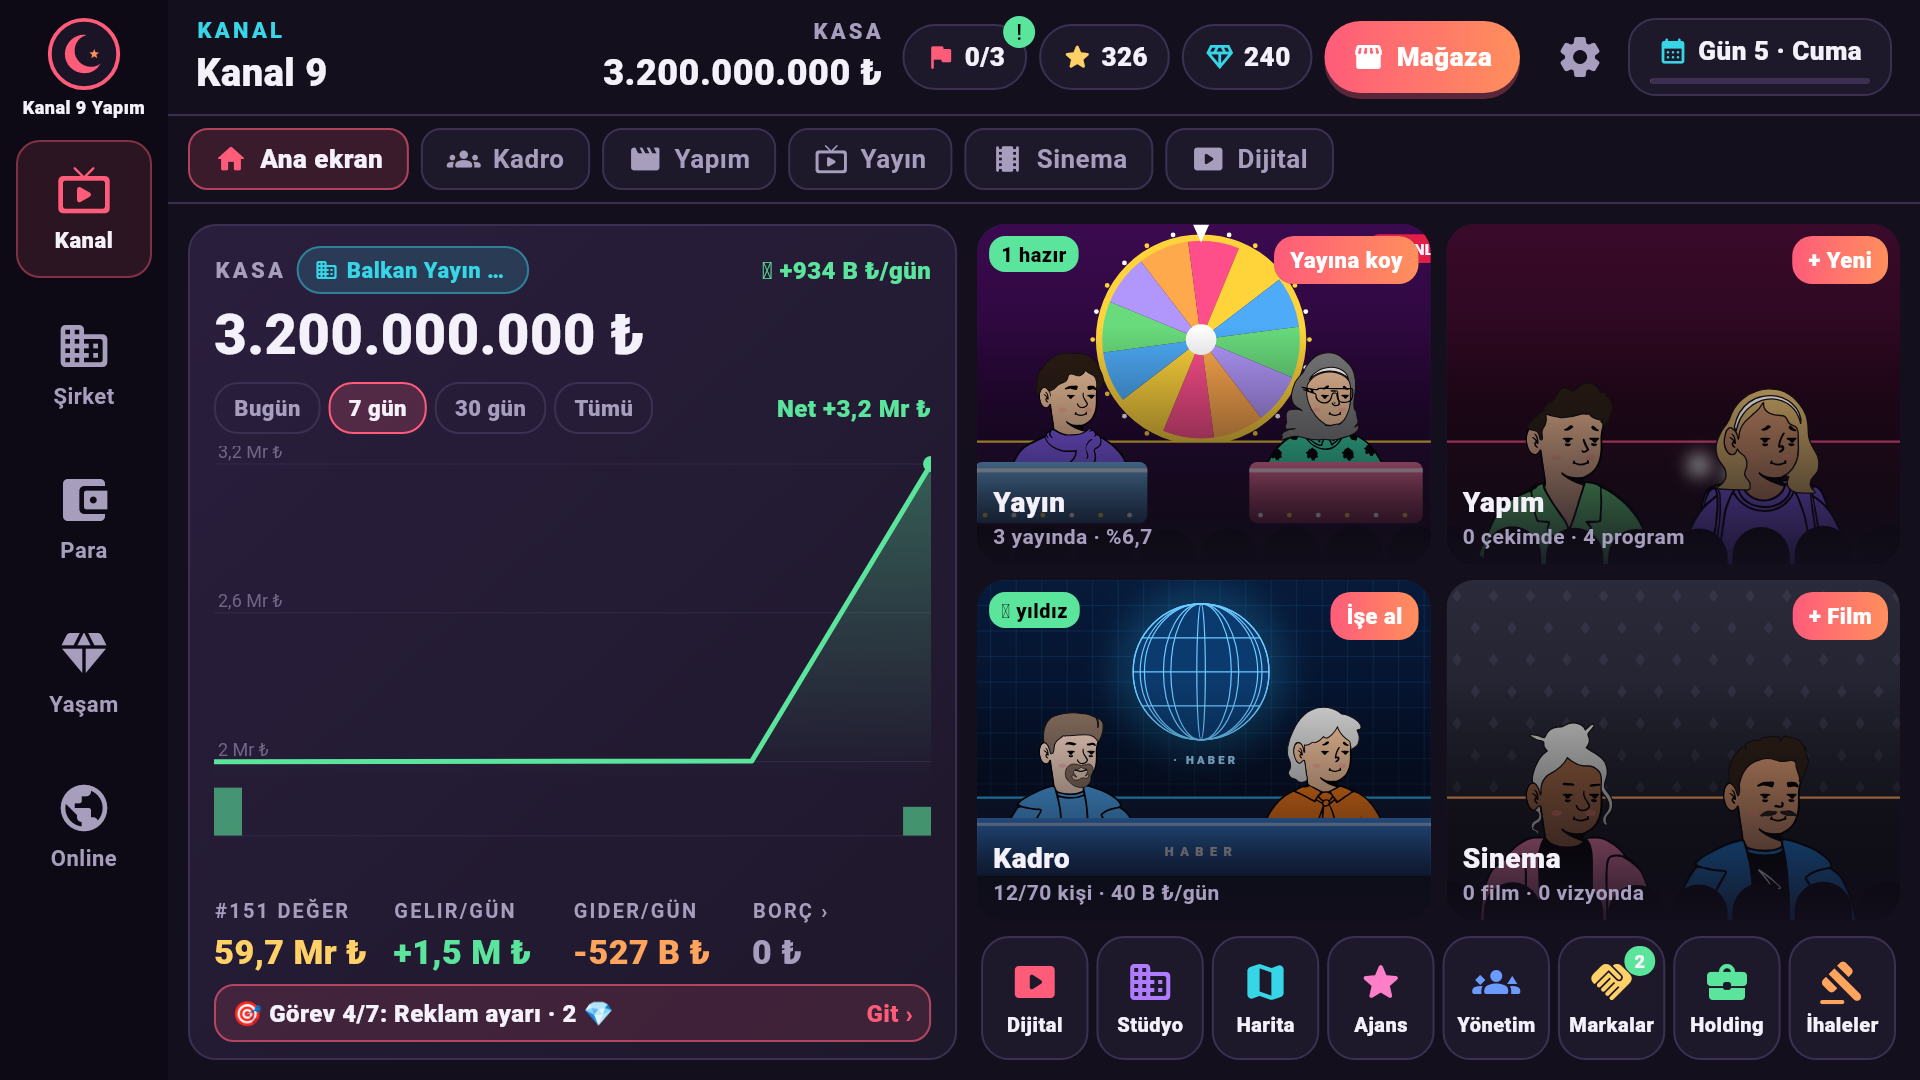 Kanal 9 Yapım
Kanal
Şirket
Para
Yaşam
Online
KANAL
Kanal 9
KASA
3.200.000.000 ₺
0/3
!
326
240
Mağaza
Gün 5 · Cuma
Ana ekran
Kadro
Yapım
Yayın
Sinema
Dijital
KASA
Balkan Yayın ...
+934 B ₺/gün
3.200.000.000 ₺
Bugün
7 gün
30 gün
Tümü
Net +3,2 Mr ₺
3,2 Mr ₺
2,6 Mr ₺
2 Mr ₺
#151 DEĞER
59,7 Mr ₺
GELIR/GÜN
+1,5 M ₺
GIDER/GÜN
-527 B ₺
BORÇ ›
0 ₺
Görev 4/7: Reklam ayarı · 2
Git ›
1 hazır
Yayına koy
Yayın
3 yayında · %6,7
+ Yeni
Yapım
0 çekimde · 4 program
yıldız
İşe al
· HABER
HABER
Kadro
12/70 kişi · 40 B ₺/gün
+ Film
Sinema
0 film · 0 vizyonda
Dijital
Stüdyo
Harita
Ajans
Yönetim
2
Markalar
Holding
İhaleler